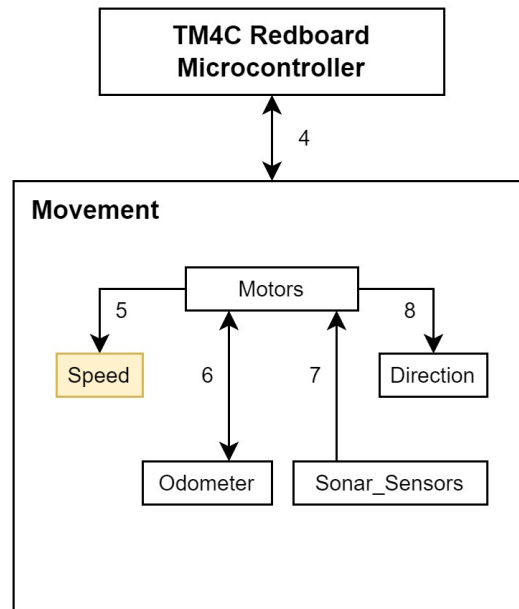 TM4C Redboard
Microcontroller
4
Movement
Motors
5
8
Speed
6
7
Direction
Odometer
Sonar_Sensors